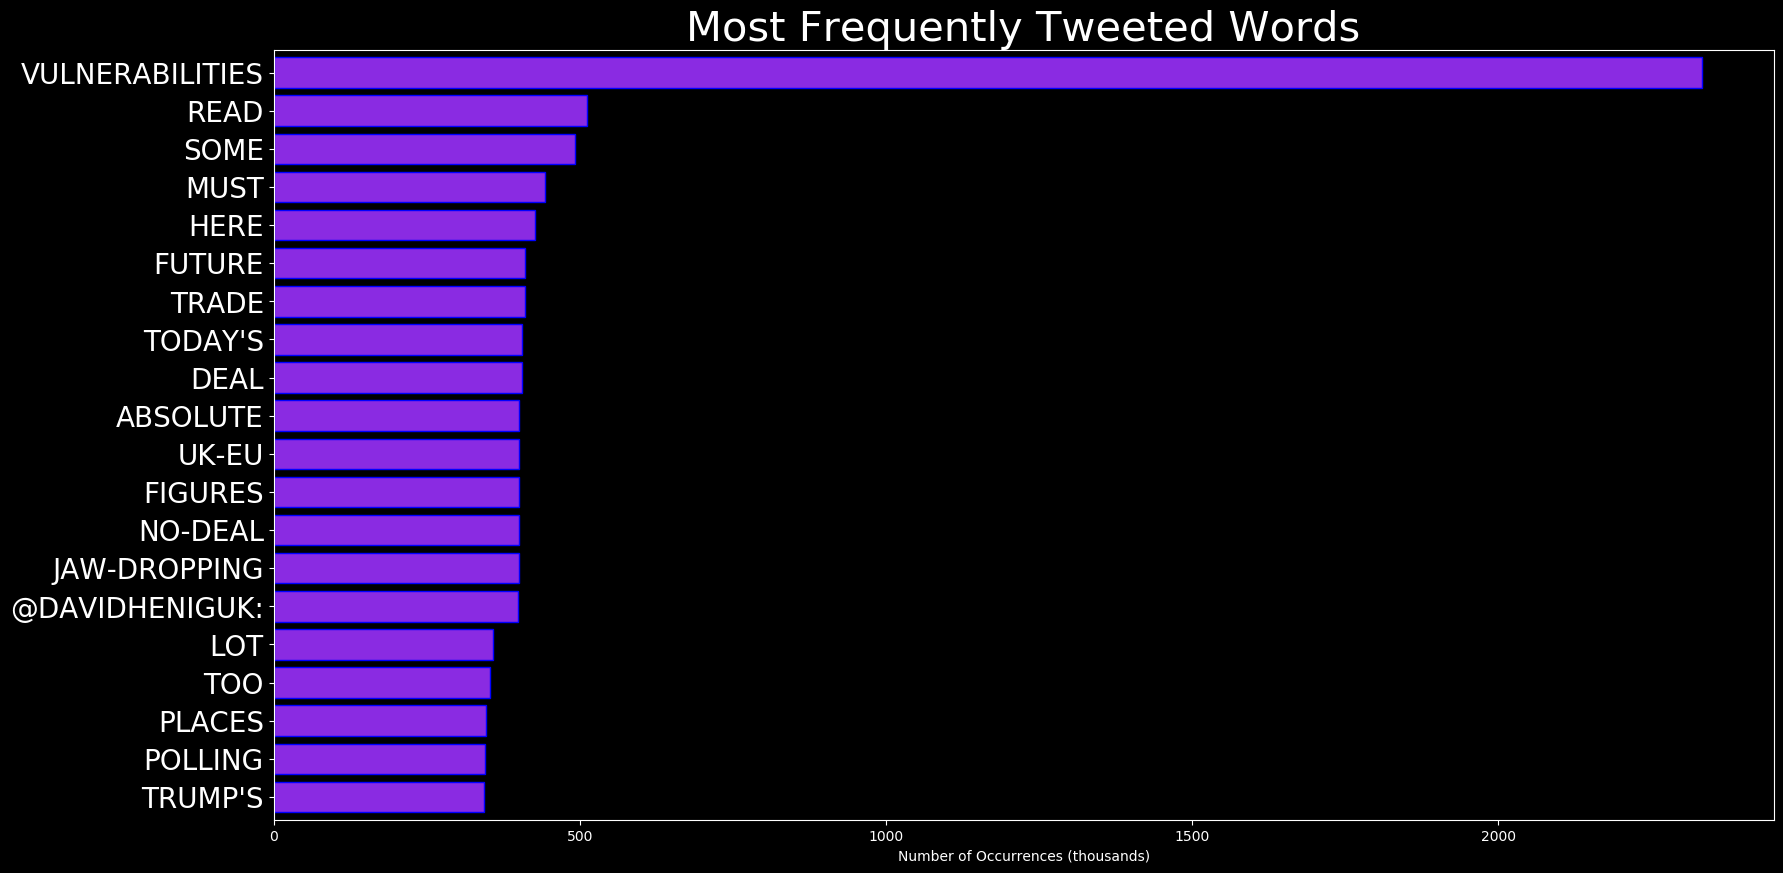 Most Frequently Tweeted Words
VULNERABILITIES
READ
SOME
MUST
HERE
FUTURE
TRADE
TODAY'S
DEAL
ABSOLUTE
UK-EU
FIGURES
NO-DEAL
JAW-DROPPING
@DAVIDHENIGUK:
LOT
TOO
PLACES
POLLING
TRUMP'S
0 500 1000 1500 2000
Number of Occurrences (thousands)